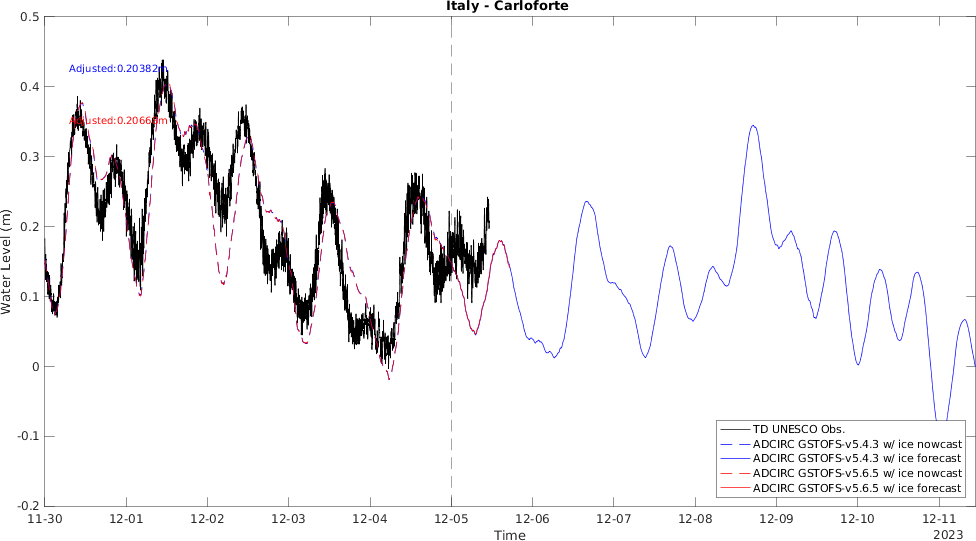 Italy - Carloforte
0.5
0.4
0.3
0.2
0.1
0
-0.1
-0.2
Water Level (m)
Adjusted:0.20382m
Adjusted:0.2066 m
TD UNESCO Obs.
ADCIRC GSTOFS-v5.4.3 w/ ice nowcast
ADCIRC GSTOFS-v5.4.3 w/ ice forecast
ADCIRC GSTOFS-v5.6.5 w/ ice nowcast
ADCIRC GSTOFS-v5.6.5 w/ ice forecast
11-30 12-01 12-02 12-03 12-04 12-05 12-06 12-07 12-08 12-09 12-10 12-11
Time
2023